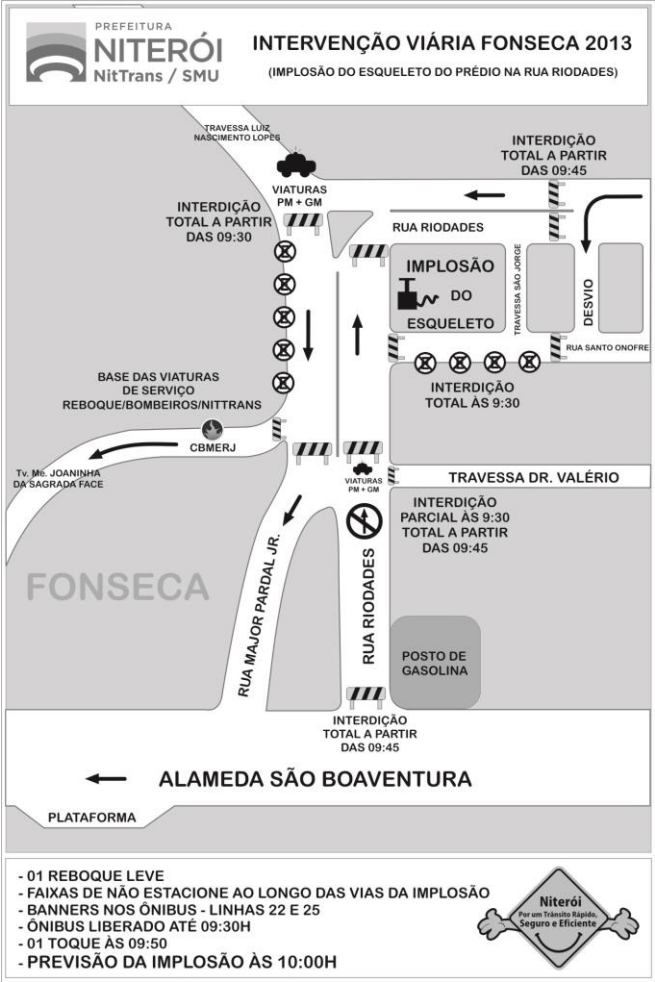 PREFEITURA
NITERÓI
NitTrans / SMU
INTERVENÇÃO VIÁRIA FONSECA 2013
(IMPLOSÃO DO ESQUELETO DO PRÉDIO NA RUA RIODADES)
TRAVESSA LUIZ
NASCIMENTO LOPES
VIATURAS
PM + GM
INTERDIÇÃO
TOTAL A PARTIR
DAS 09:45
INTERDIÇÃO
TOTAL A PARTIR
DAS 09:30
RUA RIODADES
IMPLOSÃO
DO
ESQUELETO
TRAVESSA SÃO JORGE
DESVIO
RUA SANTO ONOFRE
INTERDIÇÃO
TOTAL ÀS 9:30
BASE DAS VIATURAS
DE SERVIÇO
REBOQUE/BOMBEIROS/NITTRANS
CBMERJ
Tv. Me. JOANINHA
DA SAGRADA FACE
VIATURAS
PM + GM
TRAVESSA DR. VALÉRIO
INTERDIÇÃO
PARCIAL ÀS 9:30
TOTAL A PARTIR
DAS 09:45
FONSECA
RUA MAJOR PARDAL JR.
RUA RIODADES
POSTO DE
GASOLINA
INTERDIÇÃO
TOTAL A PARTIR
DAS 09:45
ALAMEDA SÃO BOAVENTURA
PLATAFORMA
- 01 REBOQUE LEVE
- FAIXAS DE NÃO ESTACIONE AO LONGO DAS VIAS DA IMPLOSÃO
- BANNERS NOS ÔNIBUS - LINHAS 22 E 25
- ÔNIBUS LIBERADO ATÉ 09:30H
- 01 TOQUE ÀS 09:50
- PREVISÃO DA IMPLOSÃO ÀS 10:00H
Niterói
Por um Trânsito Rápido,
Seguro e Eficiente